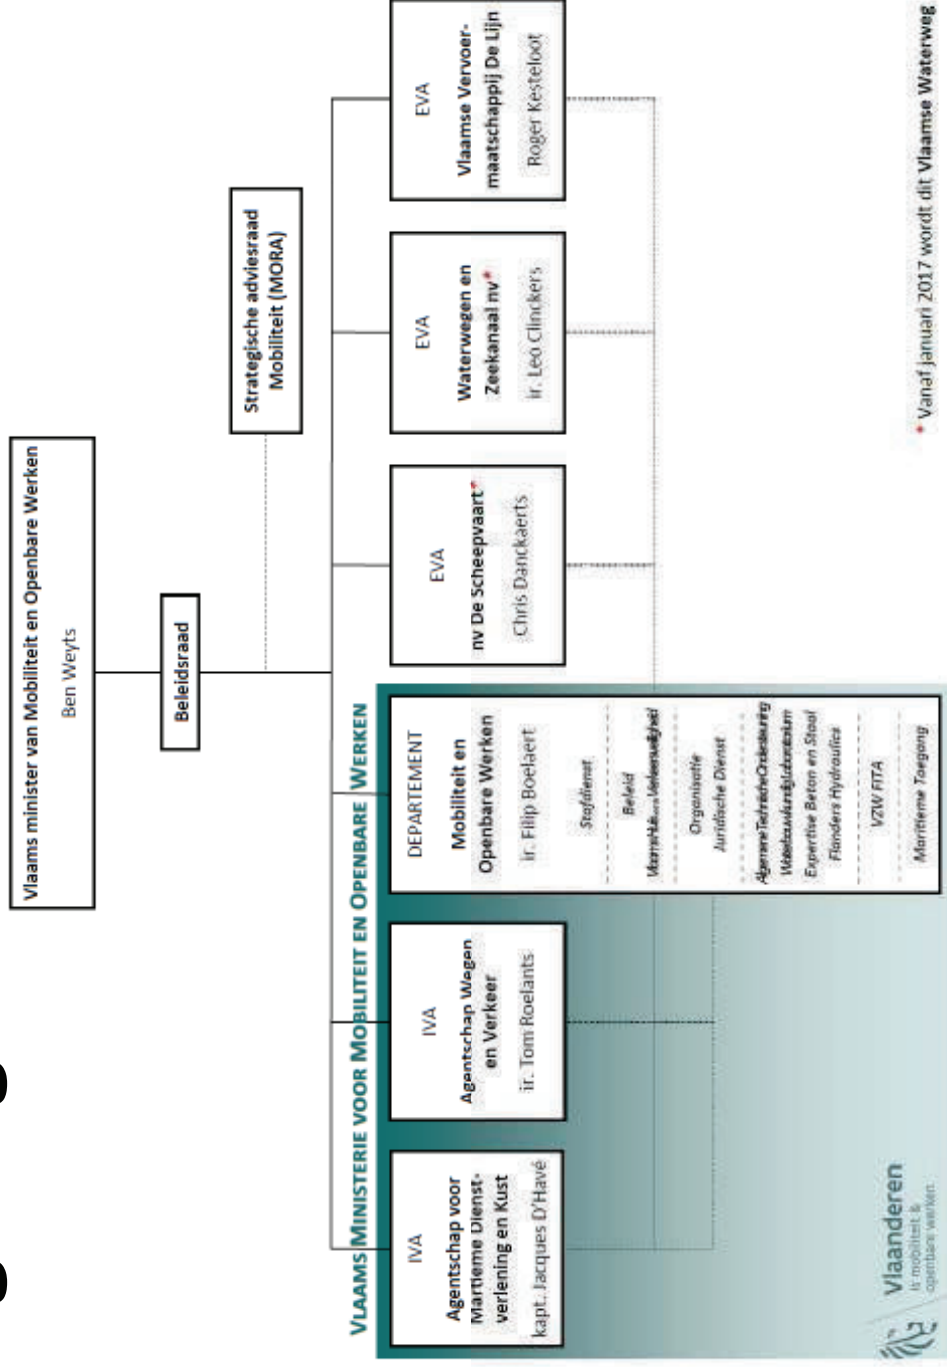 Vlaams minister van Mobiliteit en Openbare Werken
Ben Weyts
Beleidsraad
Strategische adviesraad
Mobiliteit (MORA)
VLAAMS MINISTERIE VOOR MOBILITEIT EN OPENBARE WERKEN
IVA
Agentschap voor
Martieme Dienst-
verlening en Kust
kapt. Jacques D'Havé
IVA
Agentschap Wegen
en Verkeer
ir. Tom Roelants
DEPARTEMENT
Mobiliteit en
Openbare Werken
ir. Filip Boelaert
Stafdienst
Beleid
Organisatie
Juridische Dienst
Expertise Beton en Staal
Flanders Hydraulics
VZW FITA
Maritieme Toegang
EVA
nv De Scheepvaart*
Chris Danckaerts
EVA
Waterwegen en
Zeekanaal nv*
ir. Leo Clinckers
EVA
Vlaamse Vervoer-
maatschappij De Lijn
Roger Kesteloot
Vlaanderen
is mobiliteit &
openbare werken
* Vanaf januari 2017 wordt dit Vlaamse Waterweg